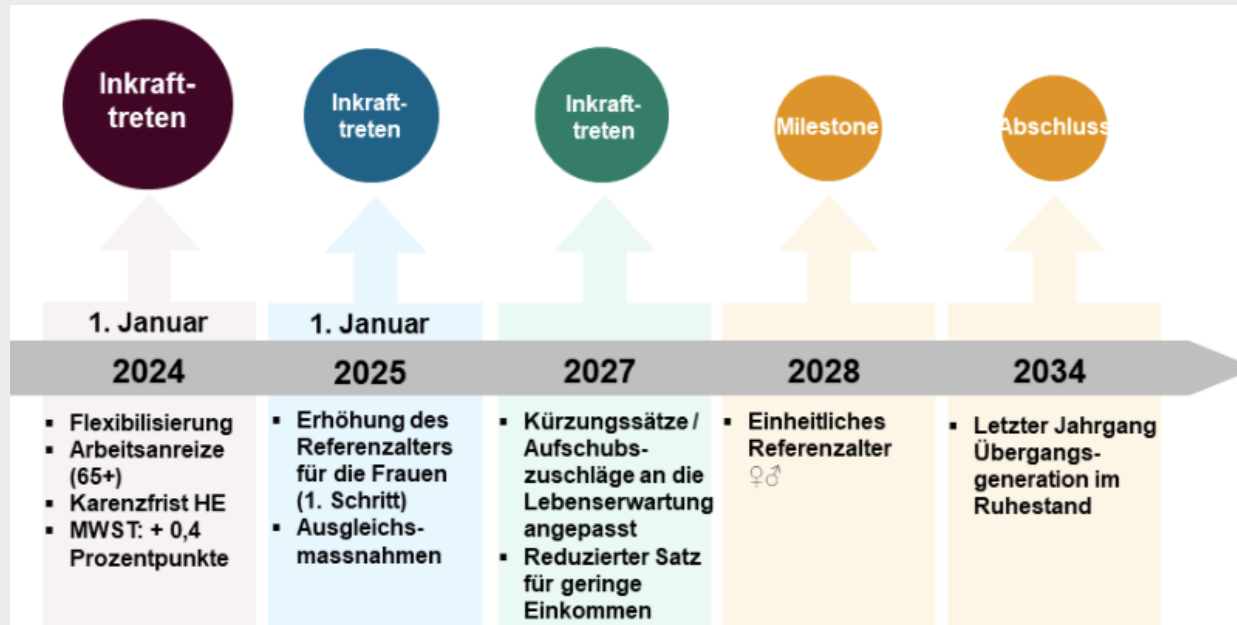 Inkraft-
treten
Inkraft-
treten
Inkraft-
treten
Milestone
Abschluss
1. Januar
1. Januar
2024
2025
2027
2028
2034
▪ Flexibilisierung
▪ Arbeitsanreize
(65+)
▪ Karenzfrist HE
▪ MWST: + 0,4
Prozentpunkte
▪ Erhöhung des
Referenzalters
für die Frauen
(1. Schritt)
▪ Ausgleichs-
massnahmen
▪ Kürzungssätze /
Aufschubs-
zuschläge an die
Lebenserwartung
angepasst
▪ Reduzierter Satz
für geringe
Einkommen
▪ Einheitliches
Referenzalter
♀♂
▪ Letzter Jahrgang
Übergangs-
generation im
Ruhestand